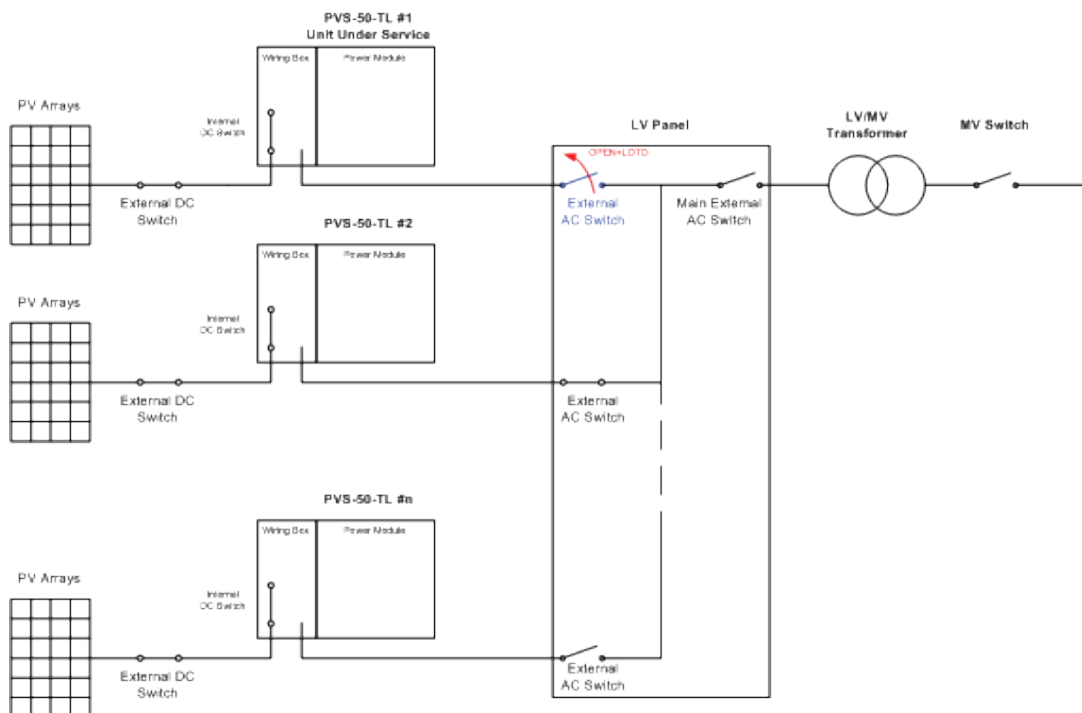 PVS-50-TL #1
Unit Under Service
Wiring Box
Power Module
PV Arrays
Internal
DC Switch
External DC
Switch
LV Panel
OPEN+LOTO
External
AC Switch
Main External
AC Switch
LV/MV
Transformer
MV Switch
PVS-50-TL #2
Wiring Box
Power Module
PV Arrays
Internal
DC Switch
External DC
Switch
External
AC Switch
PVS-50-TL #n
Wiring Box
Power Module
PV Arrays
Internal
DC Switch
External DC
Switch
External
AC Switch